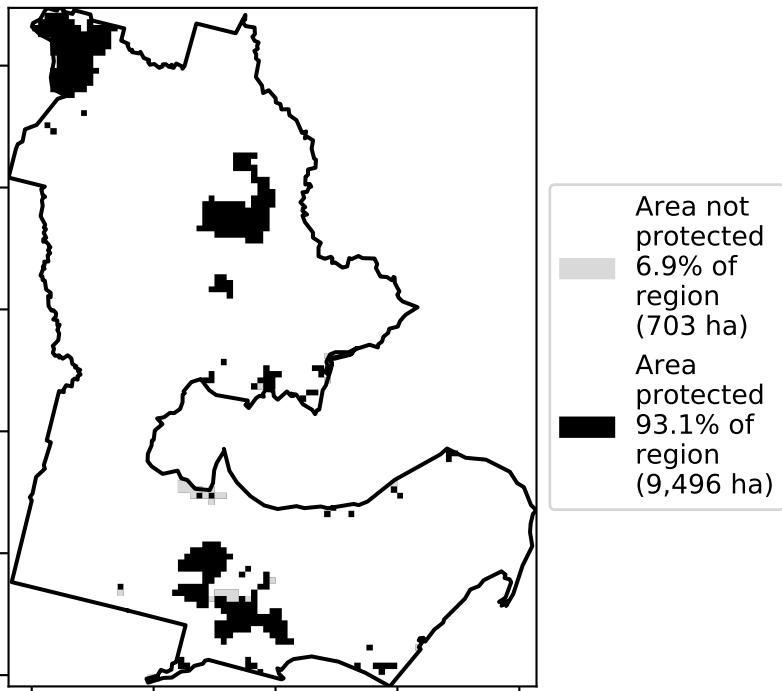 Area not
protected
6.9% of
region
(703 ha)
Area
protected
93.1% of
region
(9,496 ha)